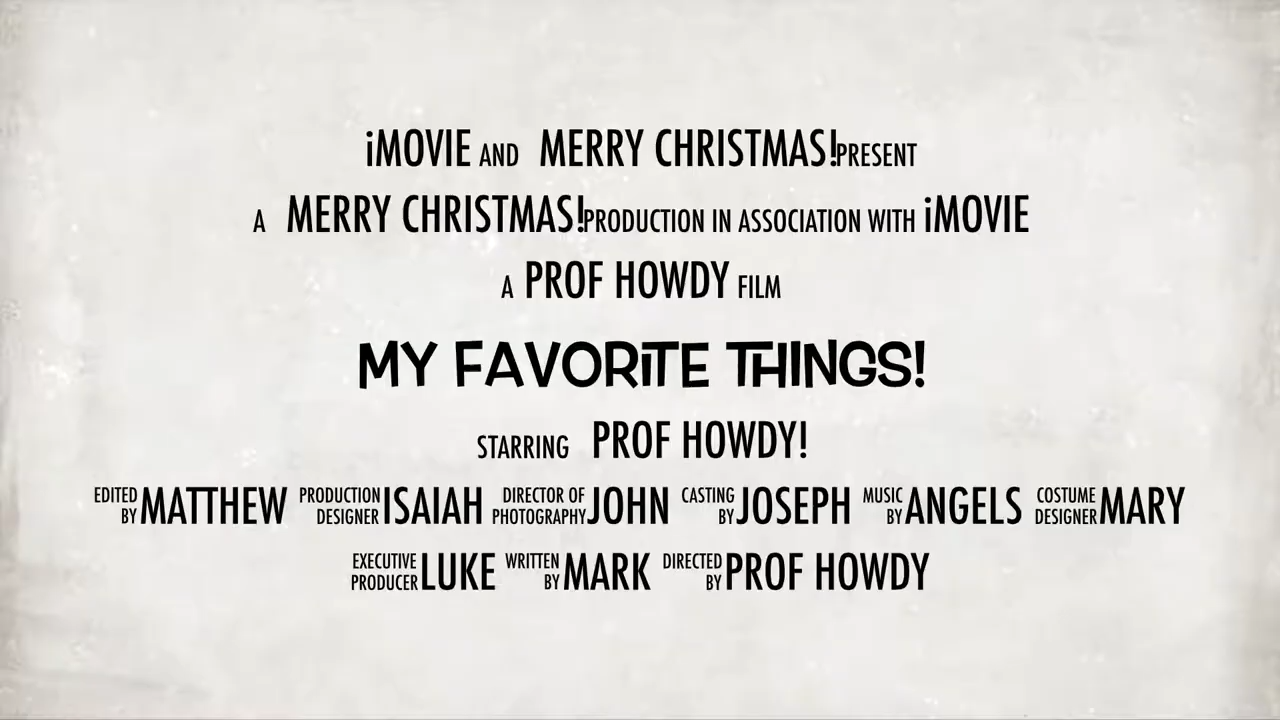 iMOVIE AND MERRY CHRISTMAS! PRESENT
A MERRY CHRISTMAS! PRODUCTION IN ASSOCIATION WITH iMOVIE
A PROF HOWDY FILM
MY FAVORITE THINGS!
STARRING PROF HOWDY!
EDITED BY MATTHEW PRODUCTION DESIGNER ISAIAH DIRECTOR OF PHOTOGRAPHY JOHN CASTING BY JOSEPH MUSIC BY ANGELS COSTUME DESIGNER MARY
EXECUTIVE PRODUCER LUKE WRITTEN BY MARK DIRECTED BY PROF HOWDY